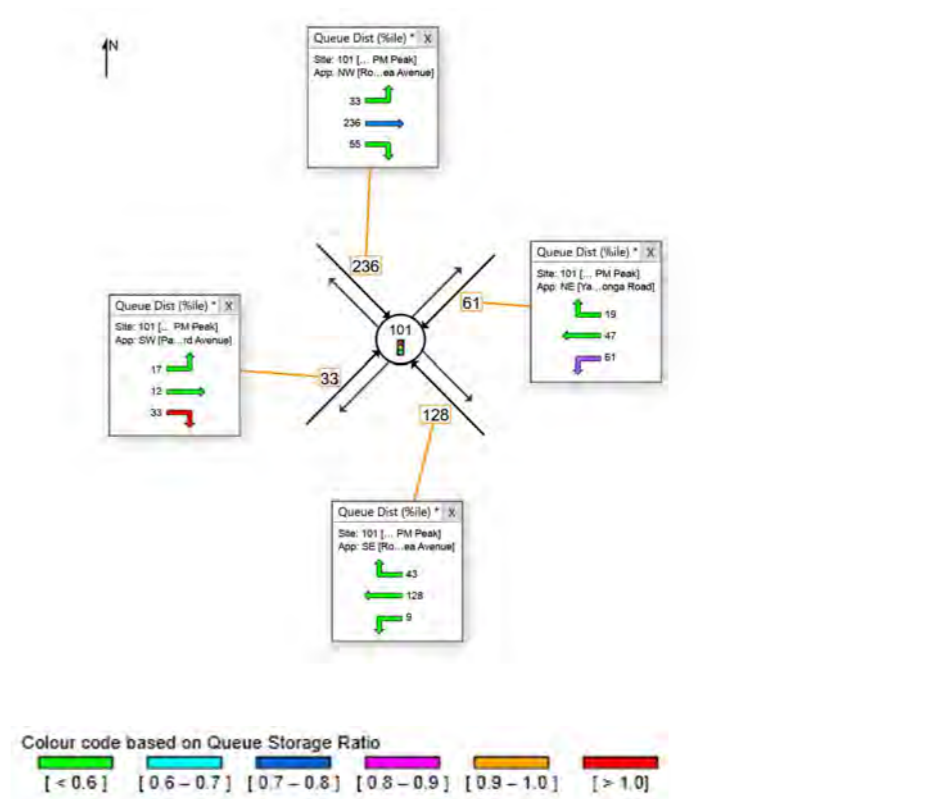 N
Queue Dist (%ile) * X
Site: 101 [... PM Peak]
App: NW [Ro...ea Avenue]
33
236
55
236
Queue Dist (%ile) * X
Site: 101 [... PM Peak]
App: NE [Ya...onga Road]
19
47
61
61
Queue Dist (%ile) * X
Site: 101 [... PM Peak]
App: SW [Pa...rd Avenue]
17
12
33
33
101
128
Queue Dist (%ile) * X
Site: 101 [... PM Peak]
App: SE [Ro...ea Avenue]
43
128
9
Colour code based on Queue Storage Ratio
[ < 0.6 ] [ 0.6 – 0.7 ] [ 0.7 – 0.8 ] [ 0.8 – 0.9 ] [ 0.9 – 1.0 ] [ > 1.0]